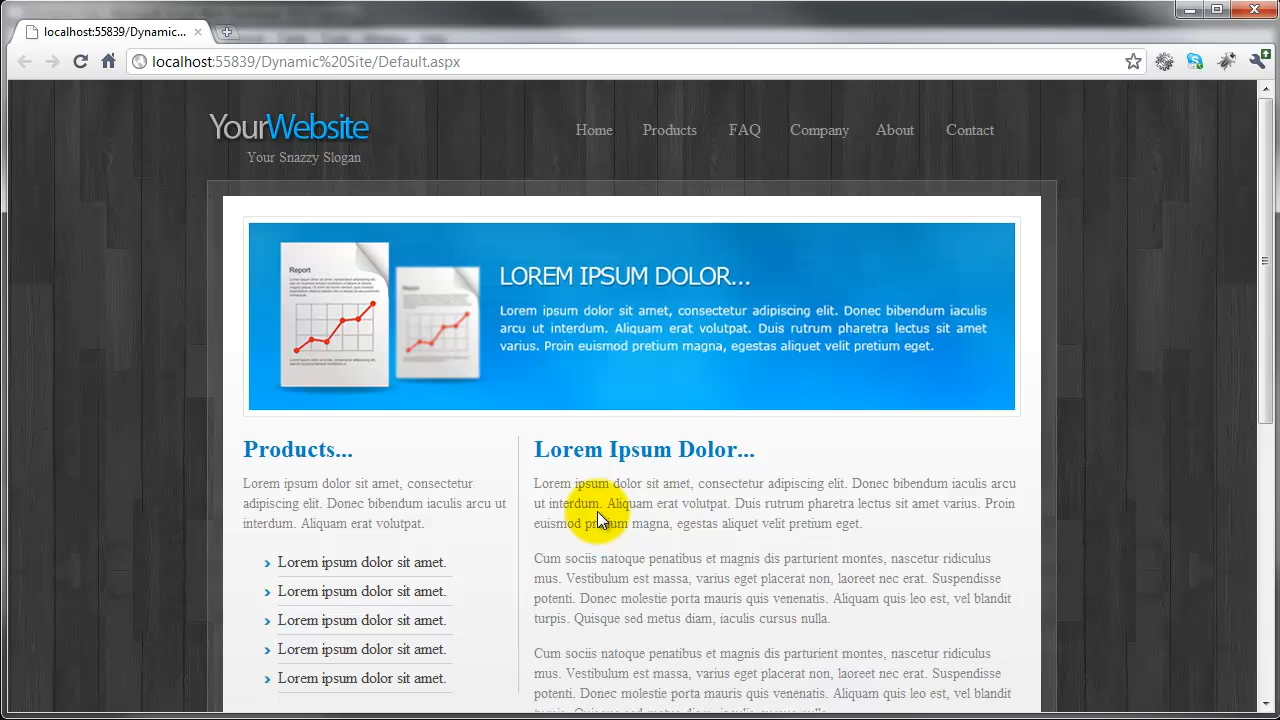 localhost:55839/Dynamic...
localhost:55839/Dynamic%20Site/Default.aspx
YourWebsite
Your Snazzy Slogan
Home Products FAQ Company About Contact
Report
Report
LOREM IPSUM DOLOR...
Lorem ipsum dolor sit amet, consectetur adipiscing elit. Donec bibendum iaculis
arcu ut interdum. Aliquam erat volutpat. Duis rutrum pharetra lectus sit amet
varius. Proin euismod pretium magna, egestas aliquet velit pretium eget.
Products...
Lorem ipsum dolor sit amet, consectetur
adipiscing elit. Donec bibendum iaculis arcu ut
interdum. Aliquam erat volutpat.
Lorem ipsum dolor sit amet.
Lorem ipsum dolor sit amet.
Lorem ipsum dolor sit amet.
Lorem ipsum dolor sit amet.
Lorem ipsum dolor sit amet.
Lorem Ipsum Dolor...
Lorem ipsum dolor sit amet, consectetur adipiscing elit. Donec bibendum iaculis arcu
ut interdum. Aliquam erat volutpat. Duis rutrum pharetra lectus sit amet varius. Proin
euismod pretium magna, egestas aliquet velit pretium eget.
Cum sociis natoque penatibus et magnis dis parturient montes, nascetur ridiculus
mus. Vestibulum est massa, varius eget placerat non, laoreet nec erat. Suspendisse
potenti. Donec molestie porta mauris quis venenatis. Aliquam quis leo est, vel blandit
turpis. Quisque sed metus diam, iaculis cursus nulla.
Cum sociis natoque penatibus et magnis dis parturient montes, nascetur ridiculus
mus. Vestibulum est massa, varius eget placerat non, laoreet nec erat. Suspendisse
potenti. Donec molestie porta mauris quis venenatis. Aliquam quis leo est, vel blandit